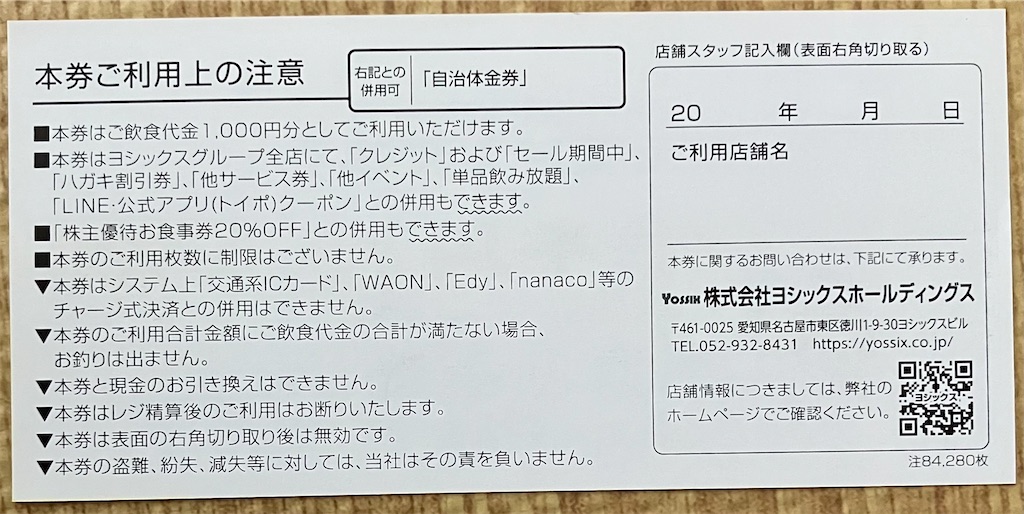 本券ご利用上の注意
右記との
併用可
「自治体金券」
■本券はご飲食代金1,000円分としてご利用いただけます。
■本券はヨシックスグループ全店にて、「クレジット」および「セール期間中」、
「ハガキ割引券」、「他サービス券」、「他イベント」、「単品飲み放題」、
「LINE･公式アプリ(トイポ)クーポン」との併用もできます。
■「株主優待お食事券20%OFF」との併用もできます。
■本券のご利用枚数に制限はございません。
▼本券はシステム上「交通系ICカード」、「WAON」、「Edy」、「nanaco」等の
チャージ式決済との併用はできません。
▼本券のご利用合計金額にご飲食代金の合計が満たない場合、
お釣りは出ません。
▼本券と現金のお引き換えはできません。
▼本券はレジ精算後のご利用はお断りいたします。
▼本券は表面の右角切り取り後は無効です。
▼本券の盗難、紛失、減失等に対しては、当社はその責を負いません。
店舗スタッフ記入欄(表面右角切り取る)
20 年 月 日
ご利用店舗名
本券に関するお問い合わせは、下記にて承ります。
Yossix 株式会社ヨシックスホールディングス
〒461-0025 愛知県名古屋市東区徳川1-9-30ヨシックスビル
TEL.052-932-8431 https://yossix.co.jp/
店舗情報につきましては、弊社の
ホームページでご確認ください。
ヨシックス
注84,280枚